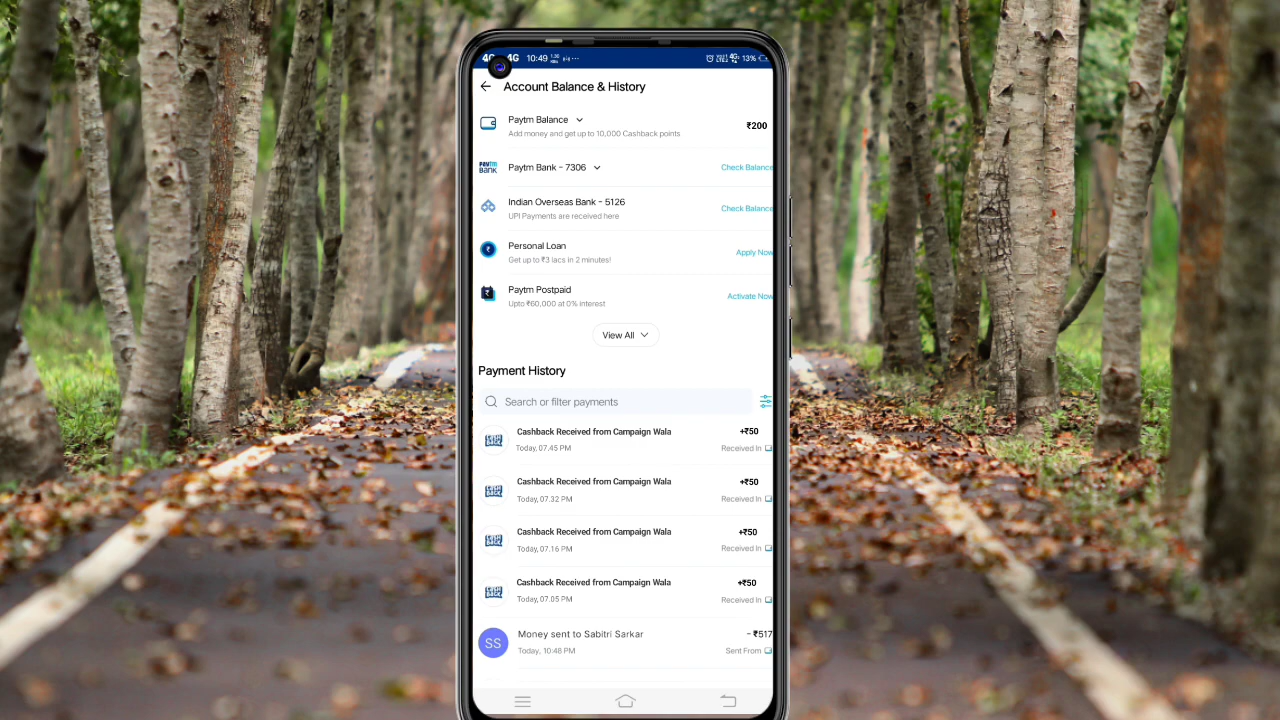 4G 4G 10:49
13%
Account Balance & History
Paytm Balance
Add money and get up to 10,000 Cashback points
₹200
PAYTM BANK
Paytm Bank - 7306
Check Balance
Indian Overseas Bank - 5126
UPI Payments are received here
Check Balance
Personal Loan
Get up to ₹3 lacs in 2 minutes!
Apply Now
Paytm Postpaid
Upto ₹60,000 at 0% interest
Activate Now
View All
Payment History
Search or filter payments
Cashback Received from Campaign Wala
+₹50
Today, 07.45 PM
Received In
Cashback Received from Campaign Wala
+₹50
Today, 07.32 PM
Received In
Cashback Received from Campaign Wala
+₹50
Today, 07.16 PM
Received In
Cashback Received from Campaign Wala
+₹50
Today, 07.05 PM
Received In
SS
Money sent to Sabitri Sarkar
- ₹517
Today, 10:48 PM
Sent From